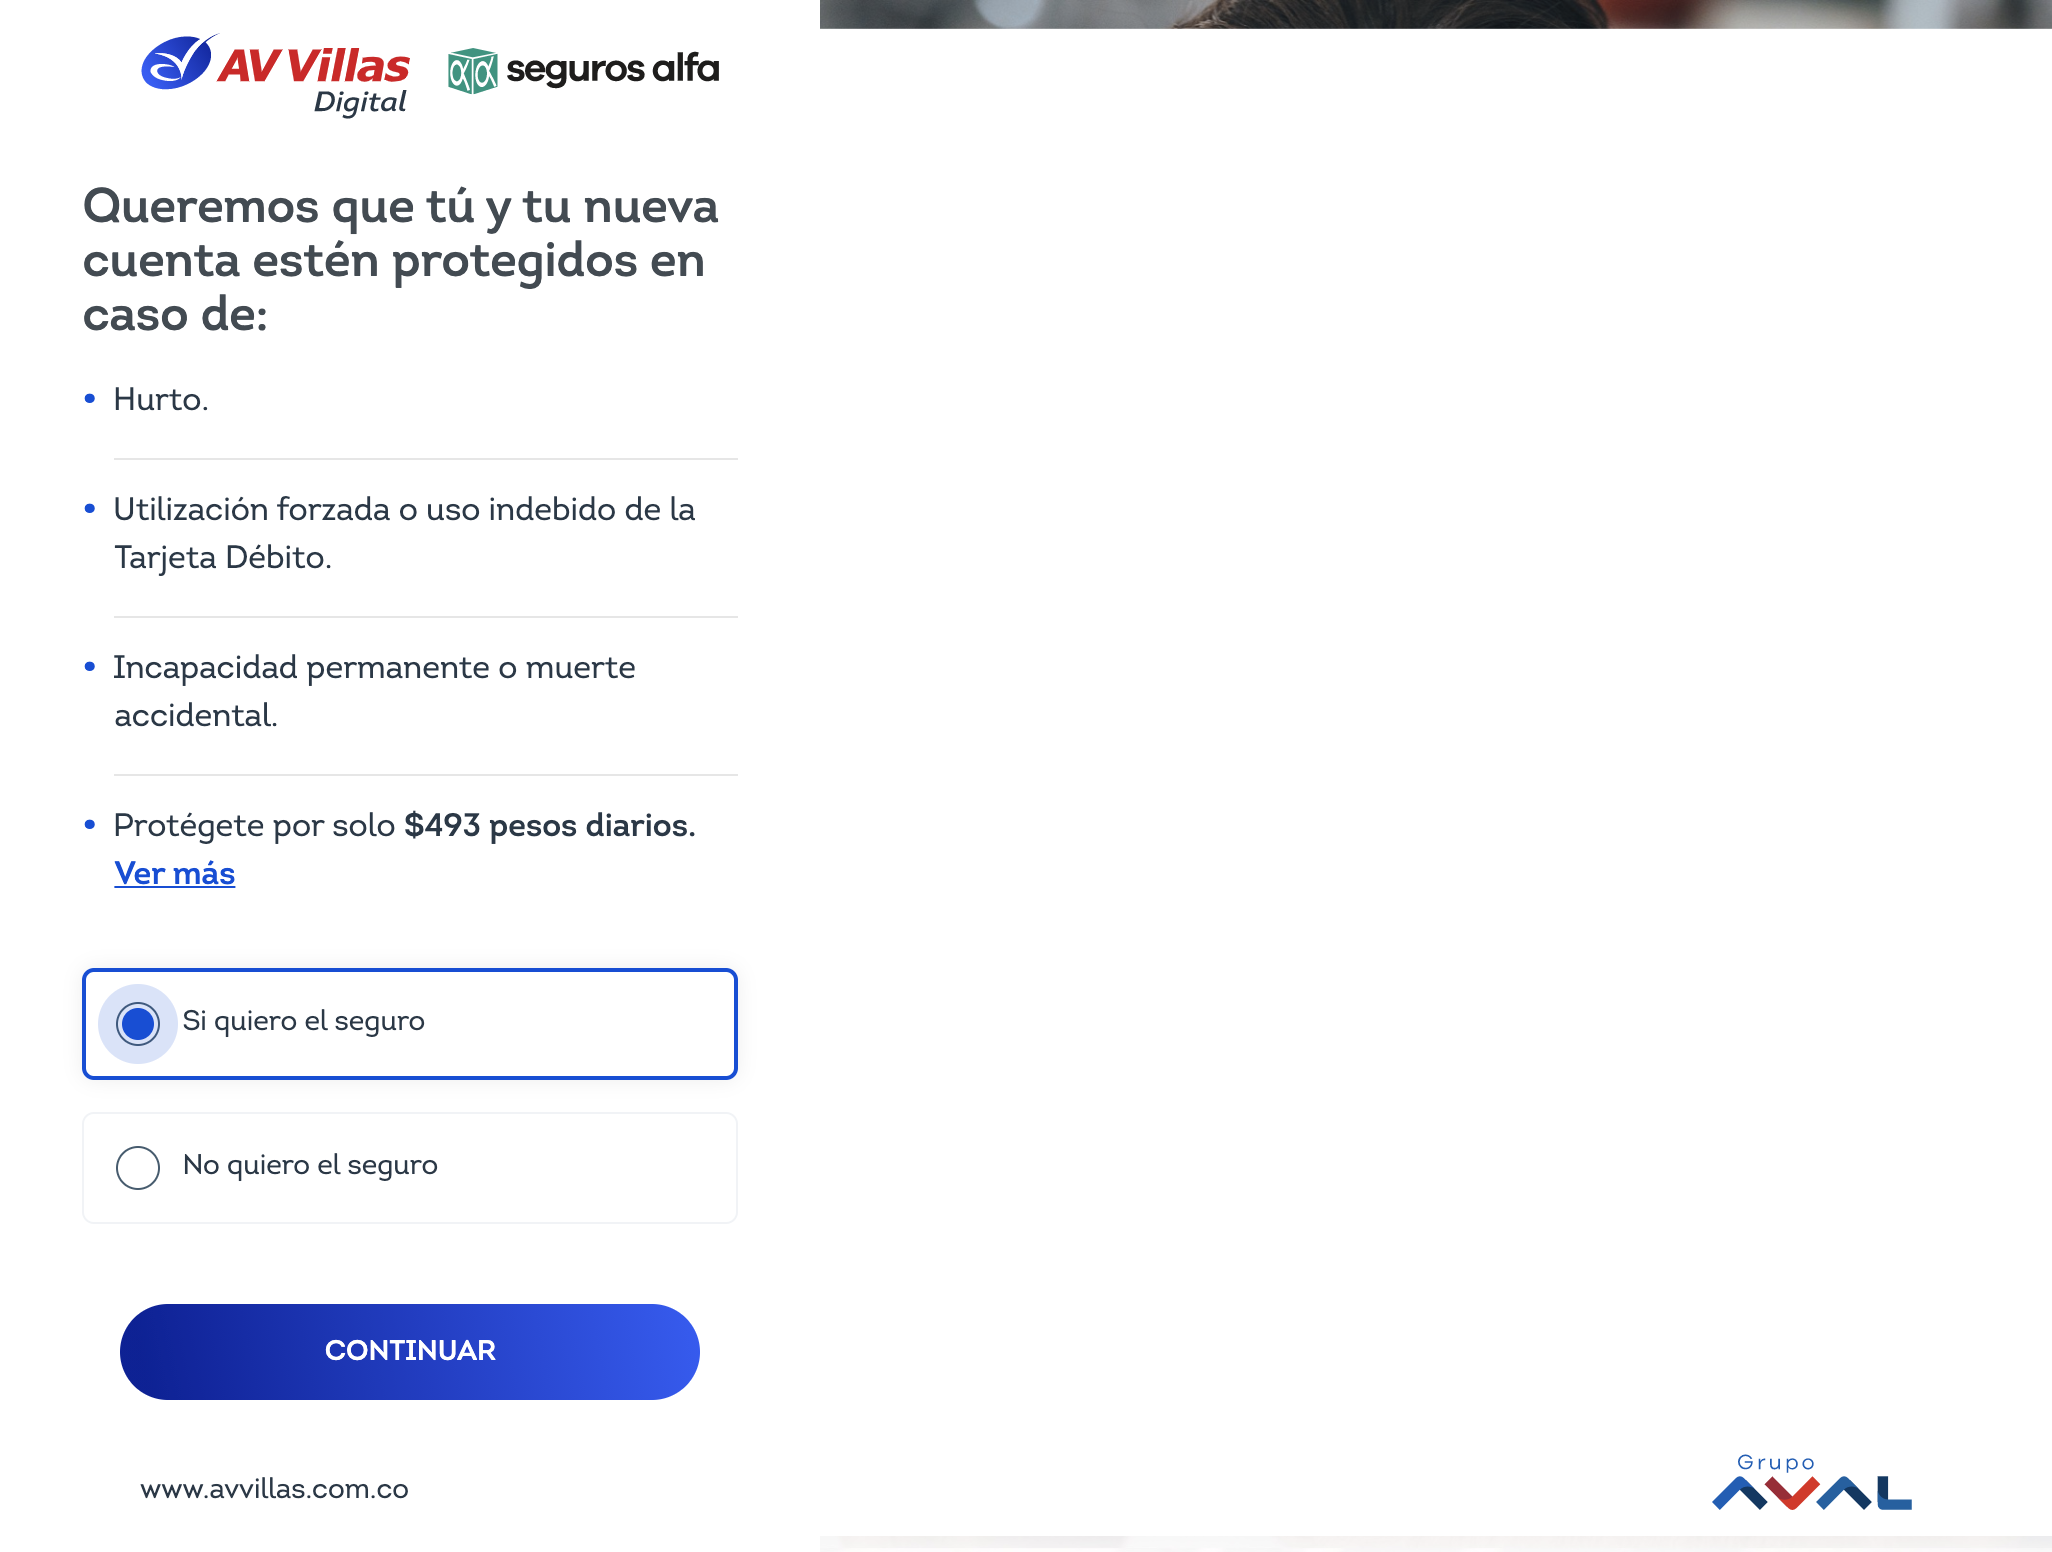 AV Villas
Digital
seguros alfa
Queremos que tú y tu nueva
cuenta estén protegidos en
caso de:
• Hurto.
• Utilización forzada o uso indebido de la
Tarjeta Débito.
• Incapacidad permanente o muerte
accidental.
• Protégete por solo $493 pesos diarios.
Ver más
Si quiero el seguro
No quiero el seguro
CONTINUAR
www.avvillas.com.co
Grupo
AVAL